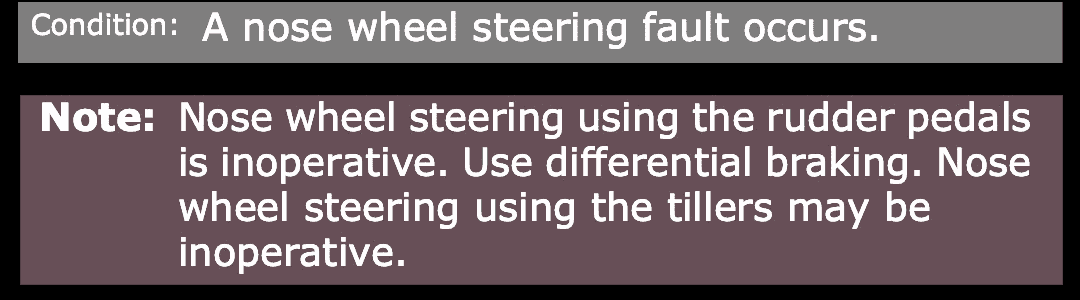 Condition: A nose wheel steering fault occurs.
Note: Nose wheel steering using the rudder pedals
is inoperative. Use differential braking. Nose
wheel steering using the tillers may be
inoperative.